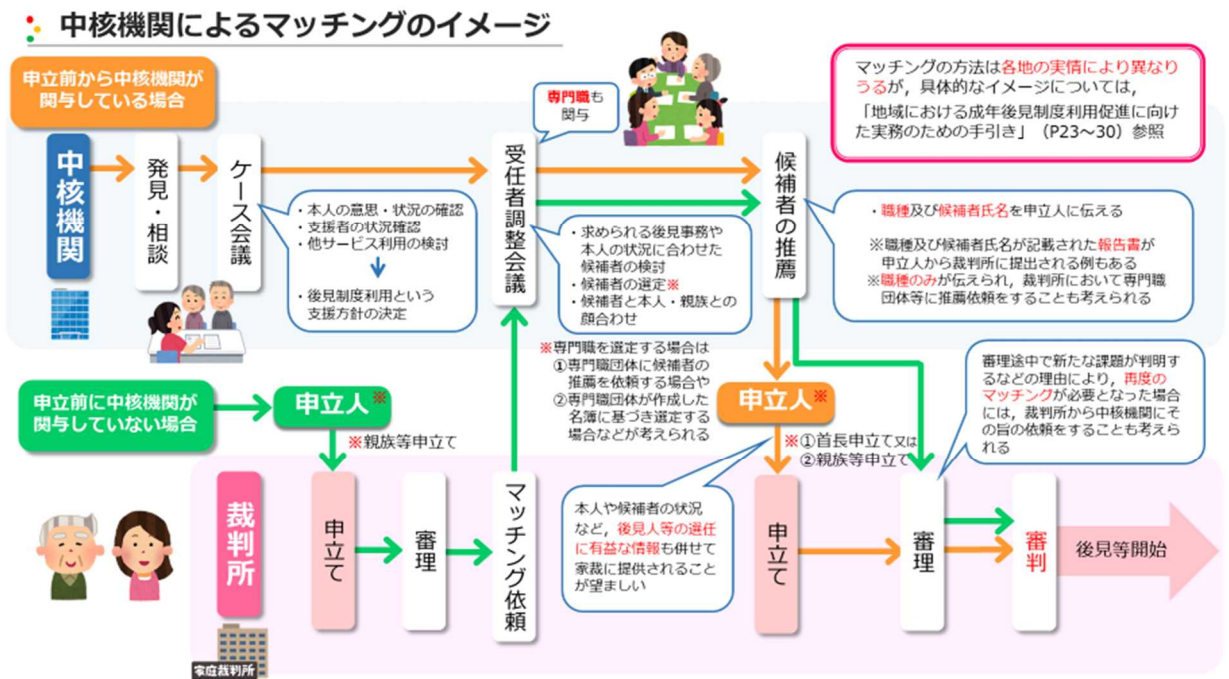 中核機関によるマッチングのイメージ
申立前から中核機関が
関与している場合
中核機関
発見・相談
ケース会議
・本人の意思・状況の確認
・支援者の状況確認
・他サービス利用の検討
・後見制度利用という
支援方針の決定
専門職も
関与
受任者調整会議
・求められる後見事務や
本人の状況に合わせた
候補者の検討
・候補者の選定※
・候補者と本人・親族との
顔合わせ
※専門職を選定する場合は
①専門職団体に候補者の
推薦を依頼する場合や
②専門職団体が作成した
名簿に基づき選定する
場合などが考えられる
候補者の推薦
マッチングの方法は各地の実情により異なり
うるが，具体的なイメージについては，
「地域における成年後見制度利用促進に向け
た実務のための手引き」（P23～30）参照
・職種及び候補者氏名を申立人に伝える
※職種及び候補者氏名が記載された報告書が
申立人から裁判所に提出される例もある
※職種のみが伝えられ，裁判所において専門職
団体等に推薦依頼をすることも考えられる
申立前に中核機関が
関与していない場合
申立人※
※親族等申立て
申立人※
※①首長申立て又は
②親族等申立て
審理途中で新たな課題が判明す
るなどの理由により，再度の
マッチングが必要となった場合
には，裁判所から中核機関にそ
の旨の依頼をすることも考えら
れる
裁判所
家庭裁判所
申立て
審理
マッチング依頼
本人や候補者の状況
など，後見人等の選任
に有益な情報も併せて
家裁に提供されること
が望ましい
申立て
審理
審判
後見等開始